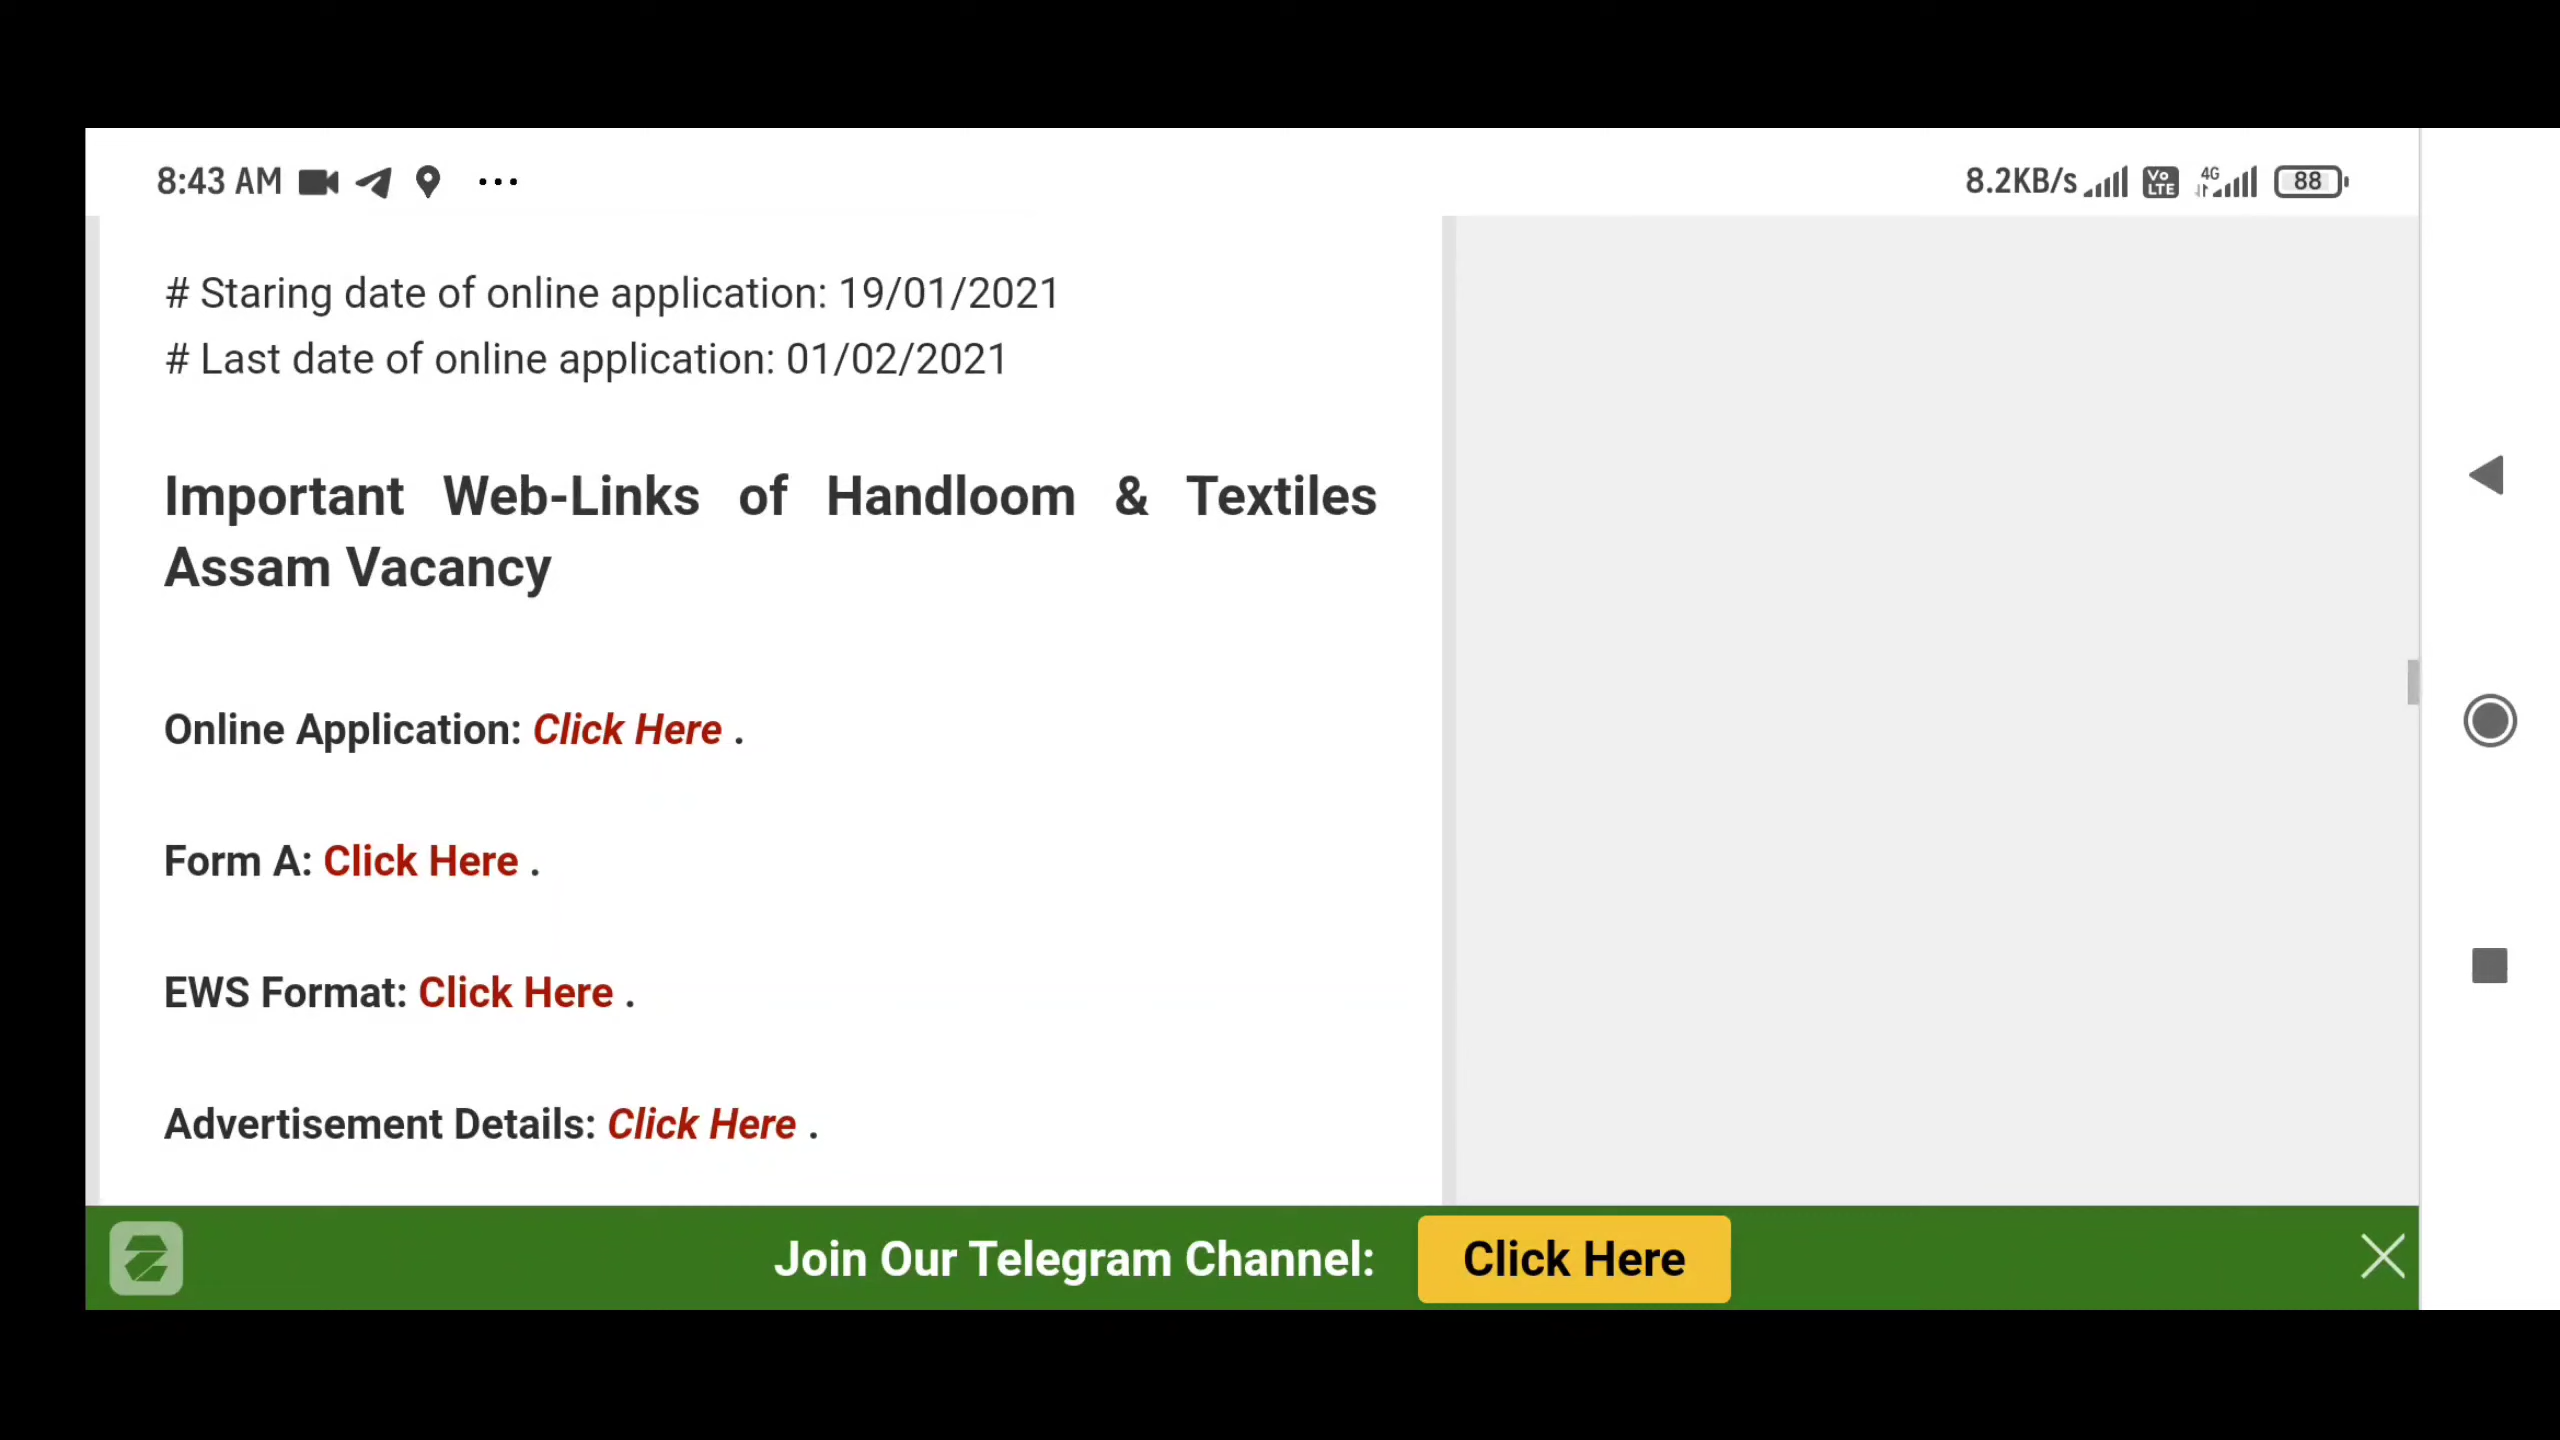 8:43 AM ... 8.2KB/s Vo LTE 4G 88
# Staring date of online application: 19/01/2021
# Last date of online application: 01/02/2021
Important Web-Links of Handloom & Textiles
Assam Vacancy
Online Application: Click Here .
Form A: Click Here .
EWS Format: Click Here .
Advertisement Details: Click Here .
Join Our Telegram Channel: Click Here